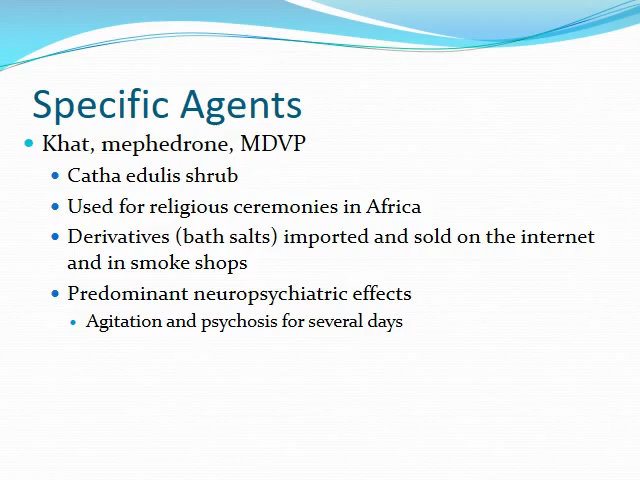 Specific Agents
Khat, mephedrone, MDVP
Catha edulis shrub
Used for religious ceremonies in Africa
Derivatives (bath salts) imported and sold on the internet
and in smoke shops
Predominant neuropsychiatric effects
Agitation and psychosis for several days